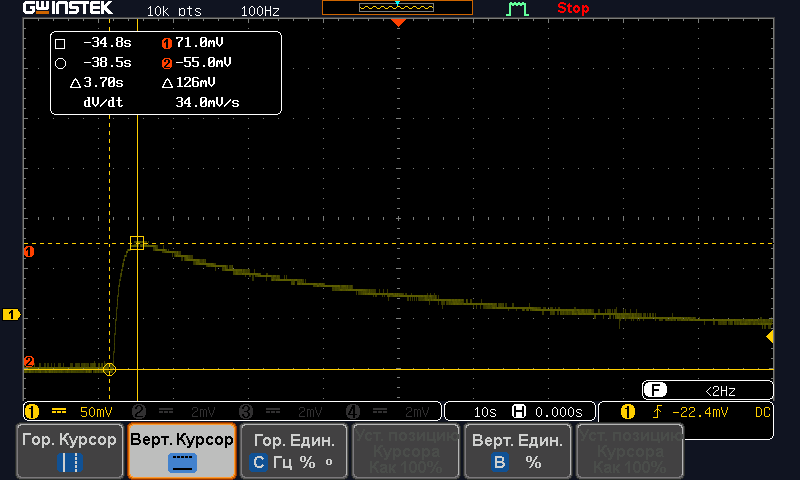 GWINSTEK 10k pts 100Hz Stop
-34.8s 1 71.0mV
-38.5s 2 -55.0mV
△3.70s △126mV
dV/dt 34.0mV/s
1
1
2
F <2Hz
1 50mV 2 2mV 3 2mV 4 2mV 10s H 0.000s 1 -22.4mV DC
Гор. Курсор
Верт. Курсор
Гор. Един.
C Гц % °
Уст. позицию
Курсора
Как 100%
Верт. Един.
В %
Уст. позицию
Курсора
Как 100%